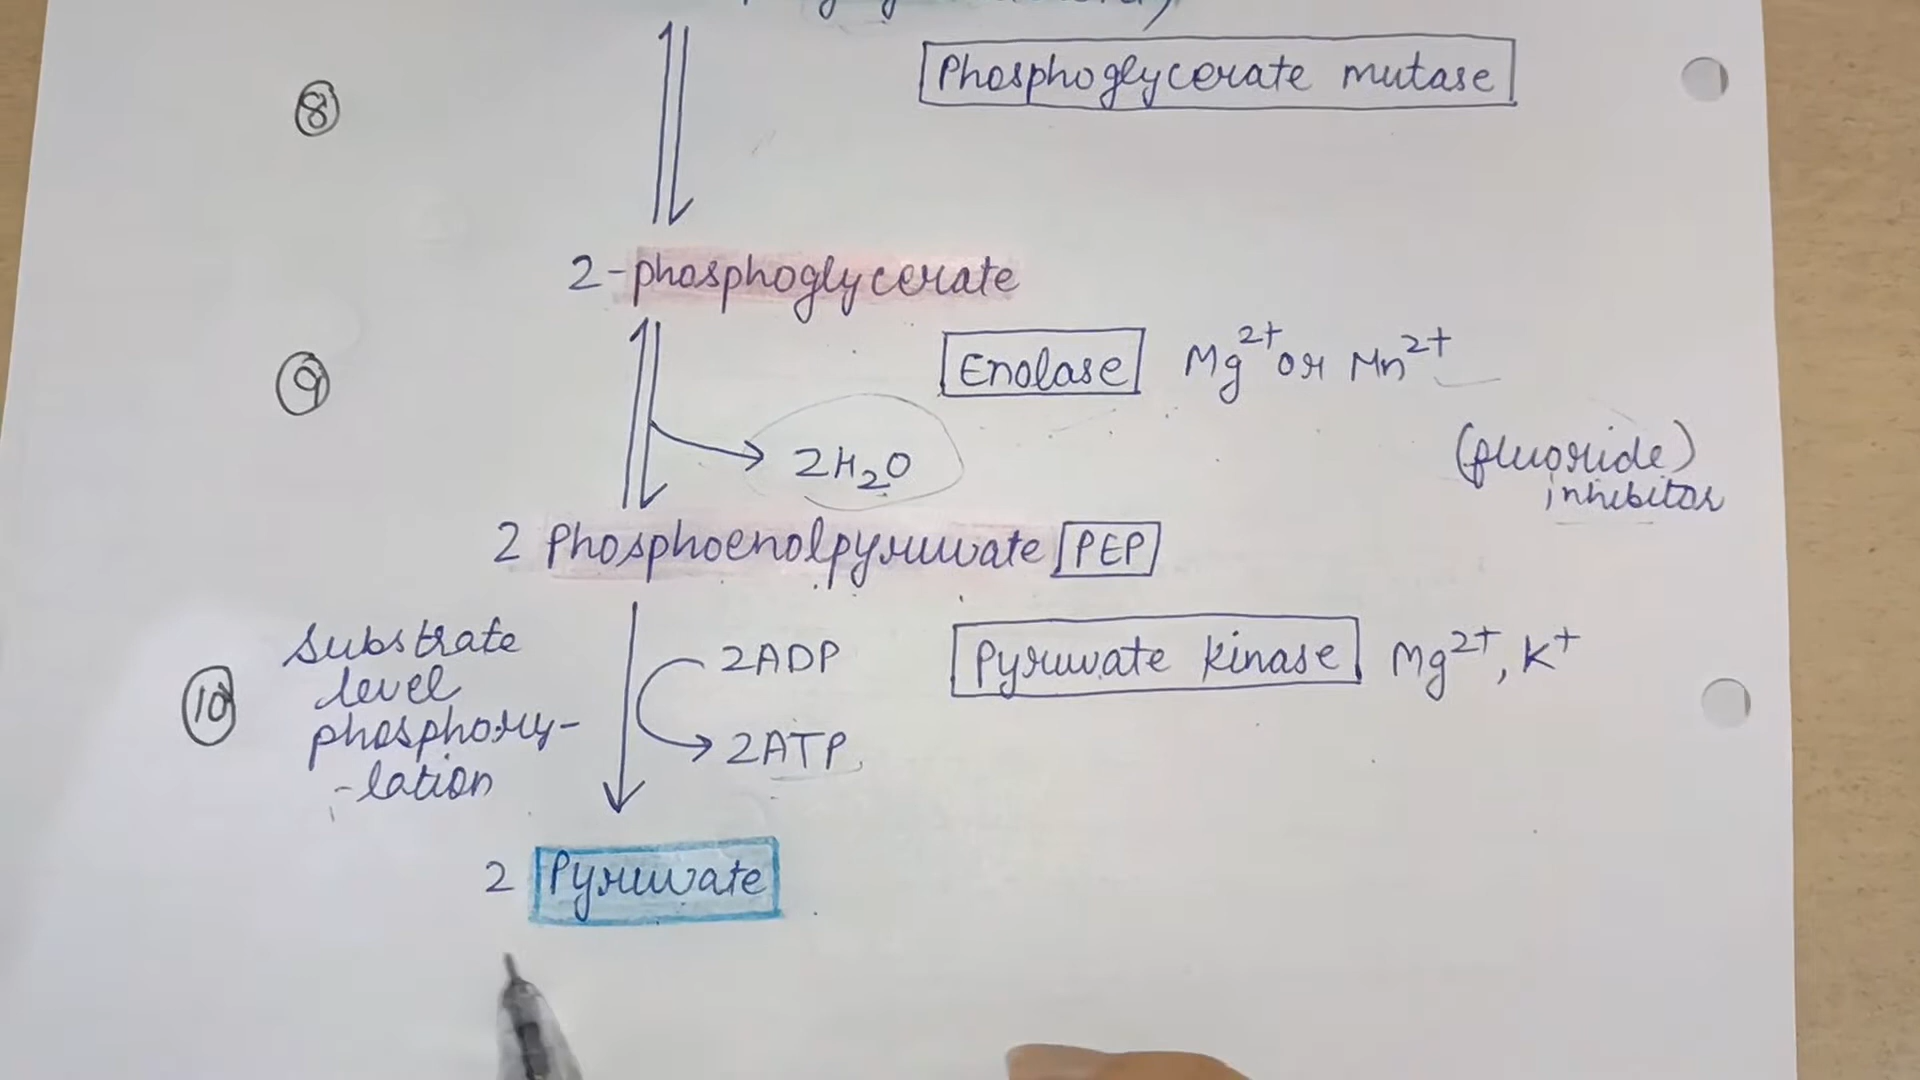 Phosphoglycerate mutase
8
2-phosphoglycerate
9
Enolase Mg2+ or Mn2+
2H2O
(fluoride)
inhibitor
2 Phosphoenolpyruvate PEP
10
Substrate
level
phosphory-
-lation
2ADP
Pyruvate kinase Mg2+, K+
2ATP
2 Pyruvate